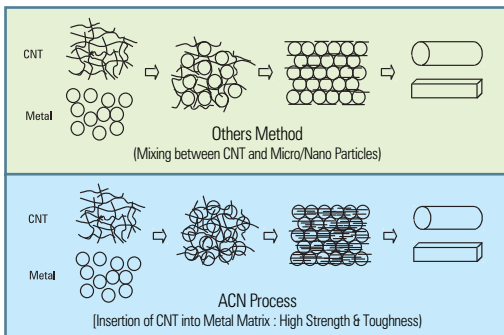 CNT
Metal
Others Method
(Mixing between CNT and Micro/Nano Particles)
CNT
Metal
ACN Process
[Insertion of CNT into Metal Matrix : High Strength & Toughness)